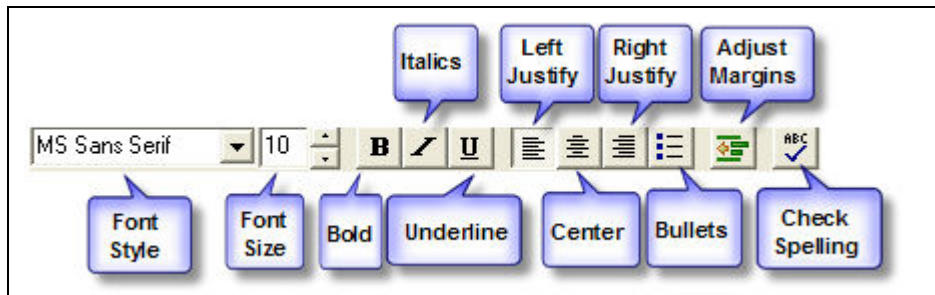 Italics
Left
Justify
Right
Justify
Adjust
Margins
MS Sans Serif
10
B I U
ABC
Font
Style
Font
Size
Bold
Underline
Center
Bullets
Check
Spelling